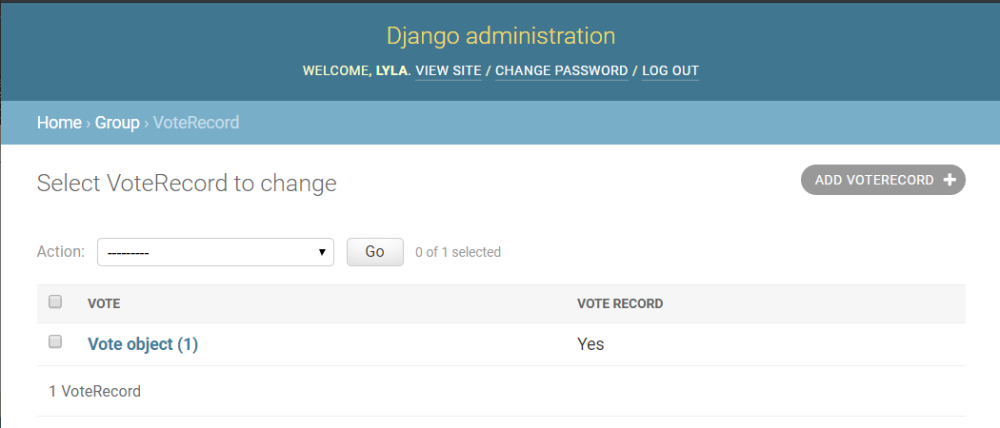 Django administration
WELCOME, LYLA. VIEW SITE / CHANGE PASSWORD / LOG OUT
Home › Group › VoteRecord
Select VoteRecord to change
ADD VOTERECORD +
Action: --------- Go 0 of 1 selected
VOTE VOTE RECORD
Vote object (1) Yes
1 VoteRecord